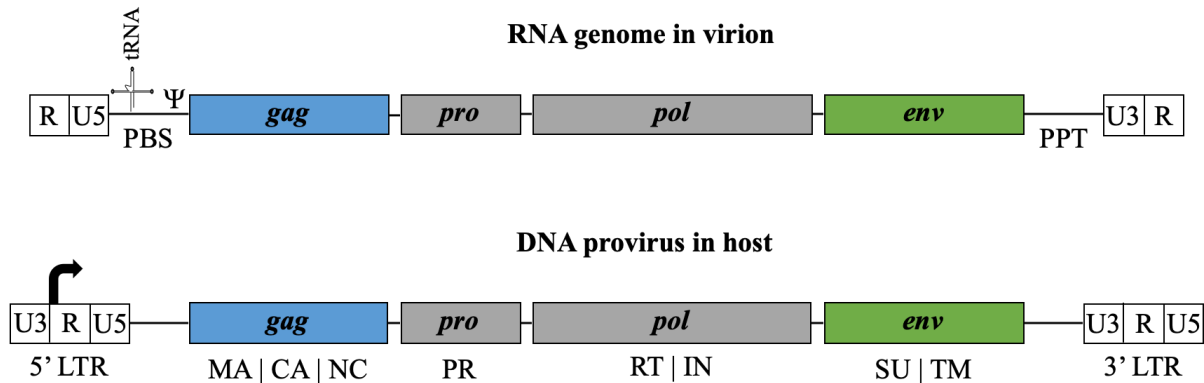 RNA genome in virion
tRNA
R U5 Ψ gag pro pol env U3 R
PBS PPT
DNA provirus in host
U3 R U5 gag pro pol env U3 R U5
5’ LTR MA | CA | NC PR RT | IN SU | TM 3’ LTR